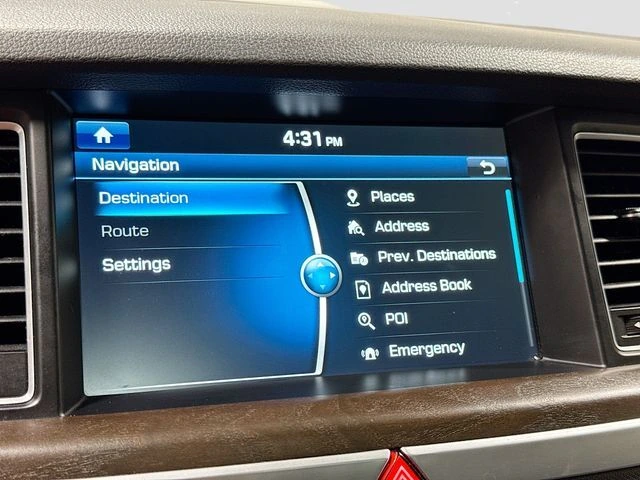 4:31 PM
Navigation
Destination
Route
Settings
Places
Address
Prev. Destinations
Address Book
POI
Emergency